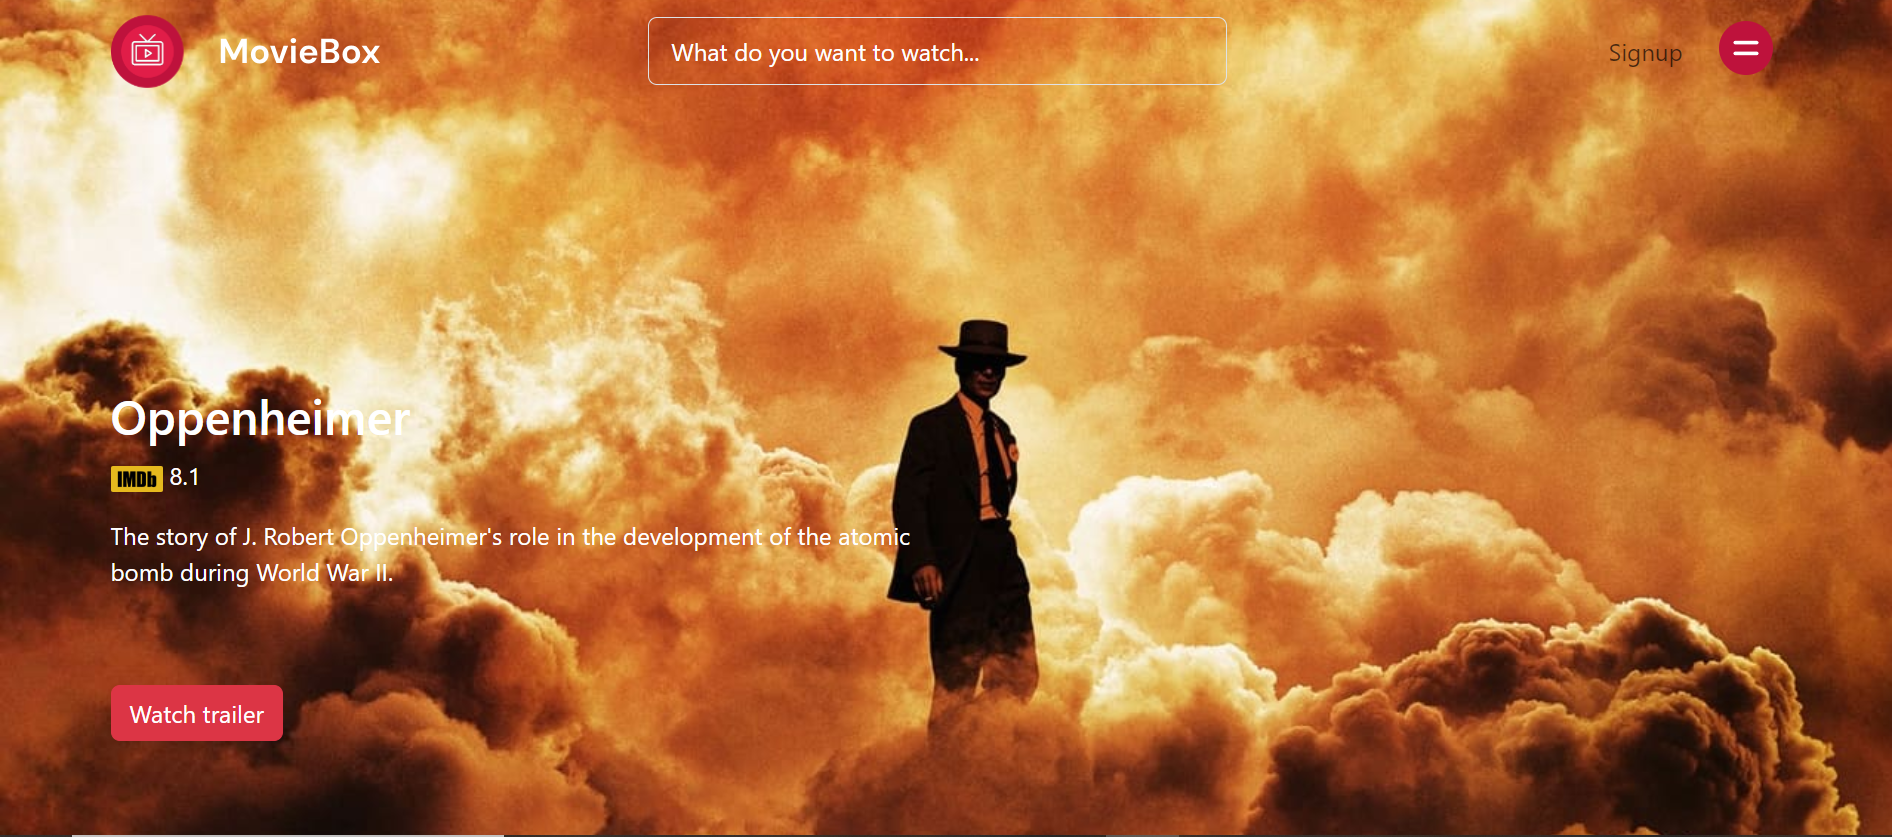 MovieBox
What do you want to watch...
Signup
Oppenheimer
IMDb 8.1
The story of J. Robert Oppenheimer's role in the development of the atomic
bomb during World War II.
Watch trailer